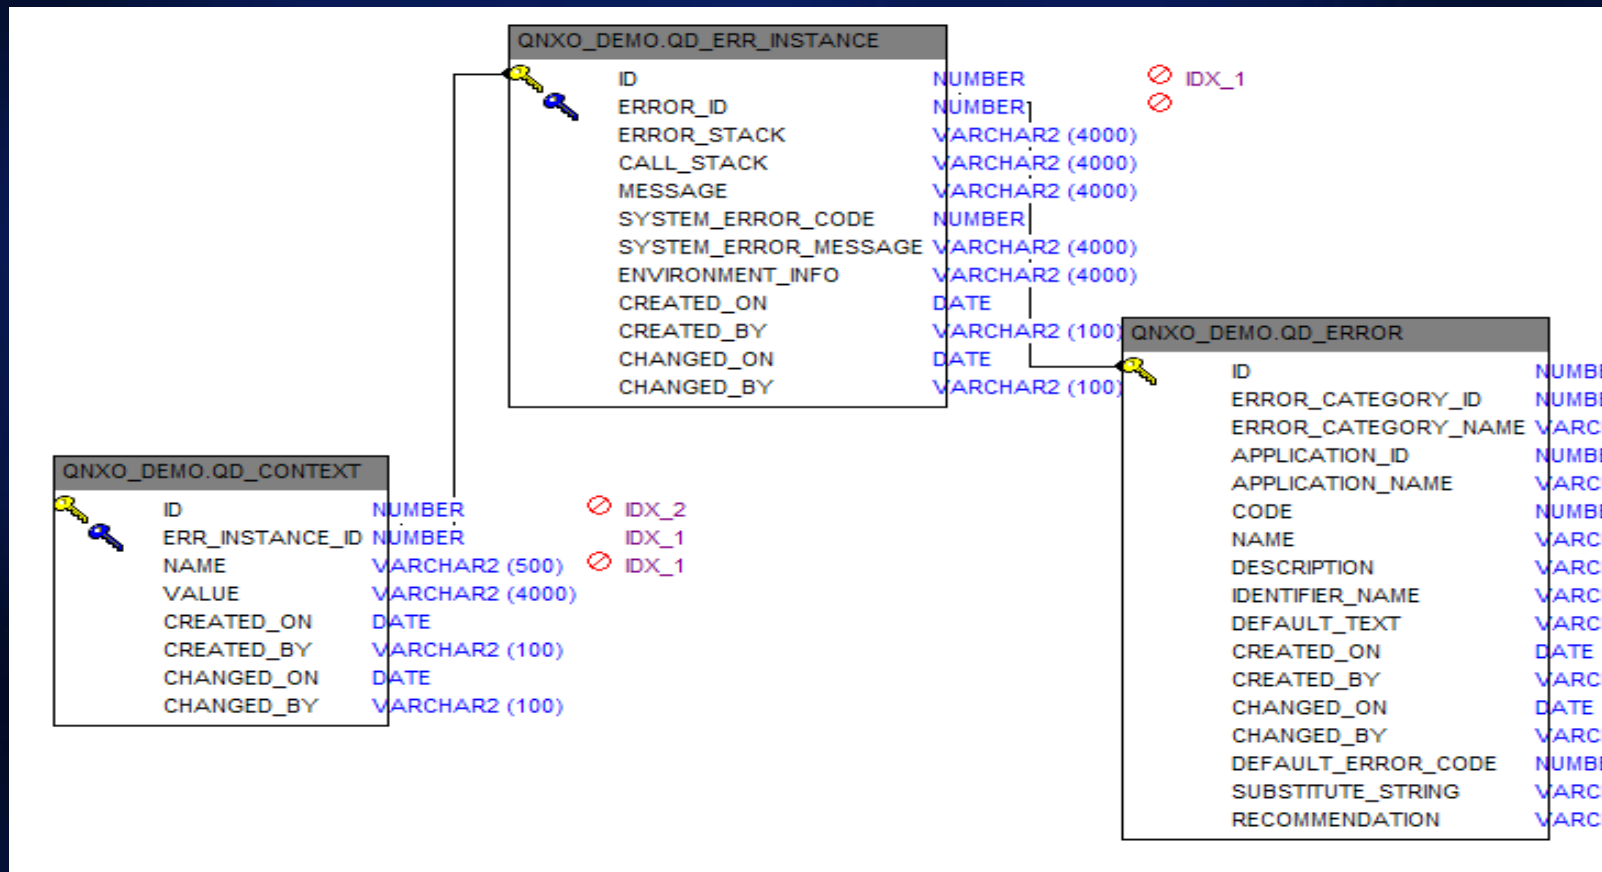 QNXO_DEMO.QD_ERR_INSTANCE
ID NUMBER IDX_1
ERROR_ID NUMBER
ERROR_STACK VARCHAR2 (4000)
CALL_STACK VARCHAR2 (4000)
MESSAGE VARCHAR2 (4000)
SYSTEM_ERROR_CODE NUMBER
SYSTEM_ERROR_MESSAGE VARCHAR2 (4000)
ENVIRONMENT_INFO VARCHAR2 (4000)
CREATED_ON DATE
CREATED_BY VARCHAR2 (100)
CHANGED_ON DATE
CHANGED_BY VARCHAR2 (100)
QNXO_DEMO.QD_CONTEXT
ID NUMBER IDX_2
ERR_INSTANCE_ID NUMBER IDX_1
NAME VARCHAR2 (500) IDX_1
VALUE VARCHAR2 (4000)
CREATED_ON DATE
CREATED_BY VARCHAR2 (100)
CHANGED_ON DATE
CHANGED_BY VARCHAR2 (100)
QNXO_DEMO.QD_ERROR
ID
ERROR_CATEGORY_ID
ERROR_CATEGORY_NAME
APPLICATION_ID
APPLICATION_NAME
CODE
NAME
DESCRIPTION
IDENTIFIER_NAME
DEFAULT_TEXT
CREATED_ON DATE
CREATED_BY
CHANGED_ON DATE
CHANGED_BY
DEFAULT_ERROR_CODE
SUBSTITUTE_STRING
RECOMMENDATION